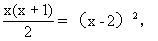 x(x+1)/2 = （x-2）²,